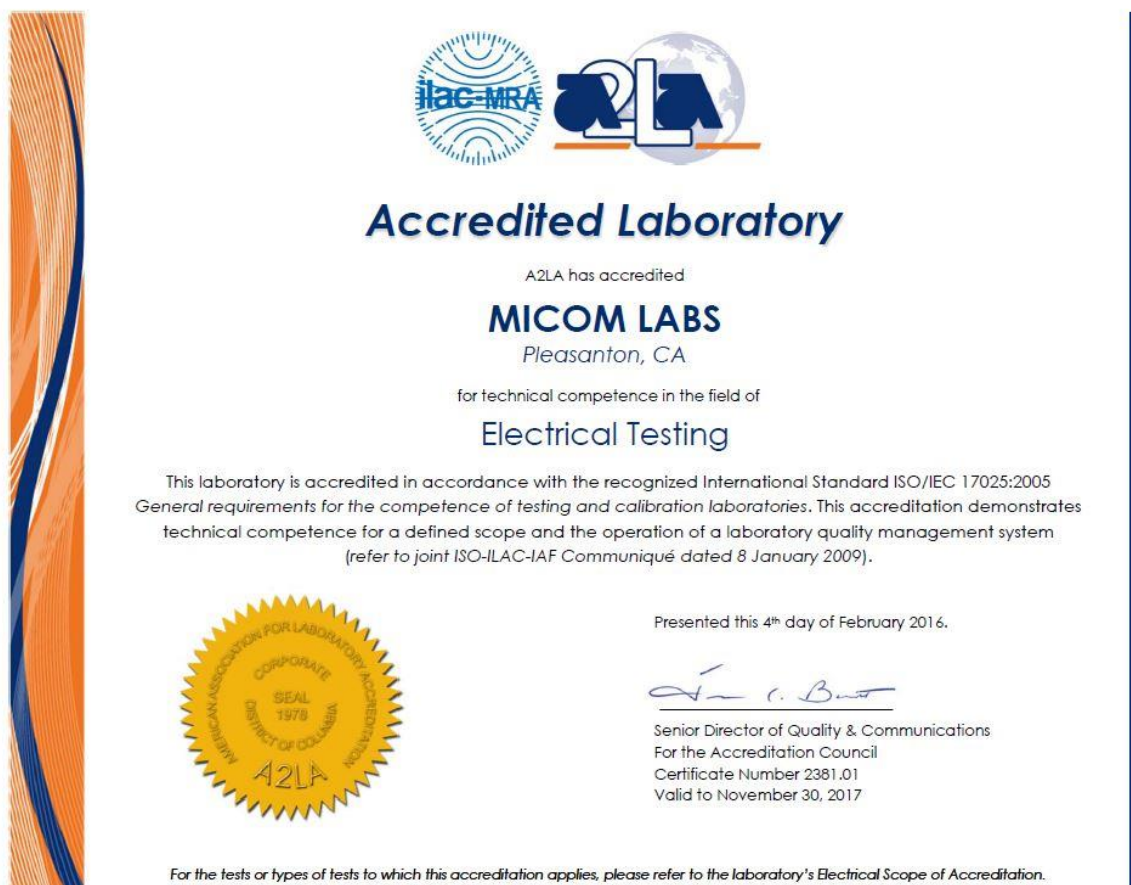 ilac-MRA
a2La
Accredited Laboratory
A2LA has accredited
MICOM LABS
Pleasanton, CA
for technical competence in the field of
Electrical Testing
This laboratory is accredited in accordance with the recognized International Standard ISO/IEC 17025:2005
General requirements for the competence of testing and calibration laboratories. This accreditation demonstrates
technical competence for a defined scope and the operation of a laboratory quality management system
(refer to joint ISO-ILAC-IAF Communiqué dated 8 January 2009).
AMERICAN ASSOCIATION FOR LABORATORY ACCREDITATION
CORPORATE
SEAL
1978
DISTRICT OF COLUMBIA
A2LA
Presented this 4th day of February 2016.
Senior Director of Quality & Communications
For the Accreditation Council
Certificate Number 2381.01
Valid to November 30, 2017
For the tests or types of tests to which this accreditation applies, please refer to the laboratory's Electrical Scope of Accreditation.